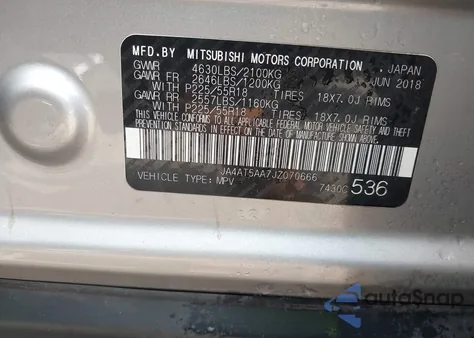 MFD.BY MITSUBISHI MOTORS CORPORATION, JAPAN
GVWR 4630LBS/2100KG JUN 2018
GAWR FR 2646LBS/1200KG
WITH P225/55R18 TIRES 18X7.0J RIMS
GAWR RR 2557LBS/1160KG
WITH P225/55R18 TIRES 18X7.0J RIMS
THIS VEHICLE CONFORMS TO ALL APPLICABLE FEDERAL MOTOR VEHICLE SAFETY AND THEFT
PREVENTION STANDARDS IN EFFECT ON THE DATE OF MANUFACTURE SHOWN ABOVE.
JA4AT5AA7JZ070666
VEHICLE TYPE: MPV 7430C 536
autoSnap